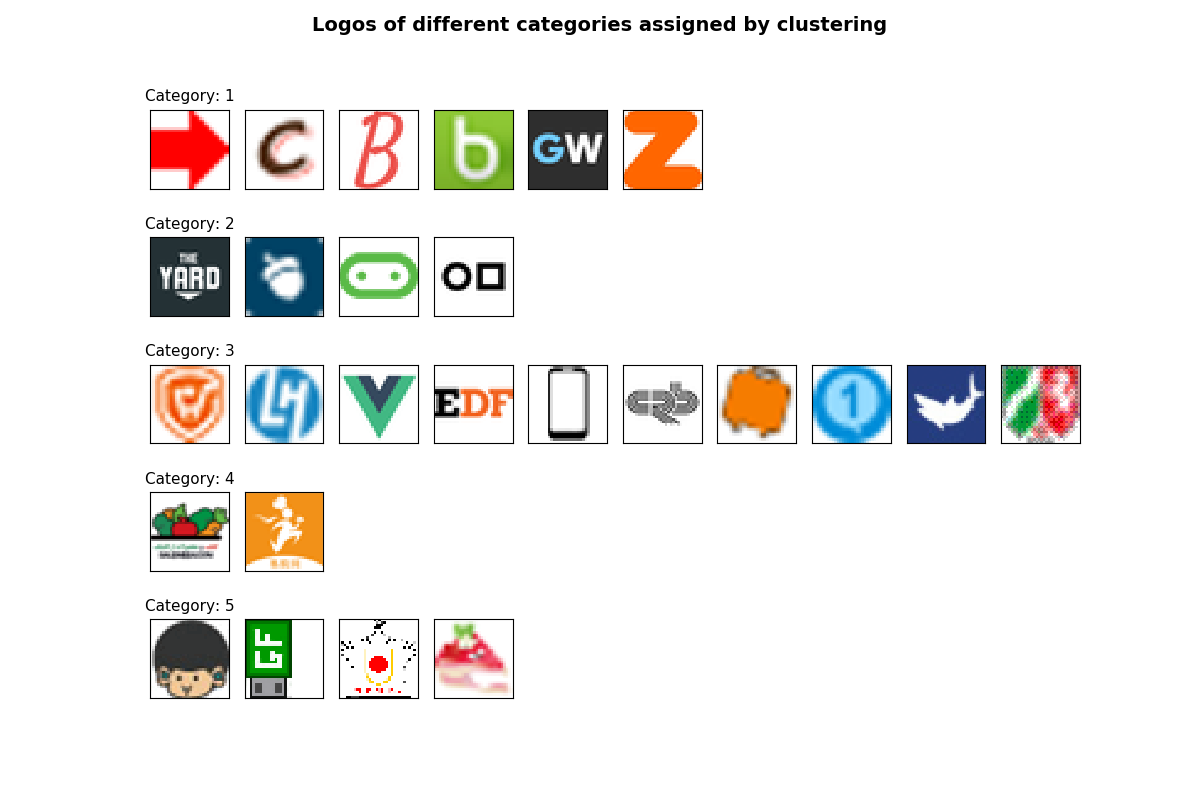 Logos of different categories assigned by clustering
Category: 1
C B b GW Z
Category: 2
THE
YARD
Category: 3
LH V EDF 1
Category: 4
Category: 5
GF